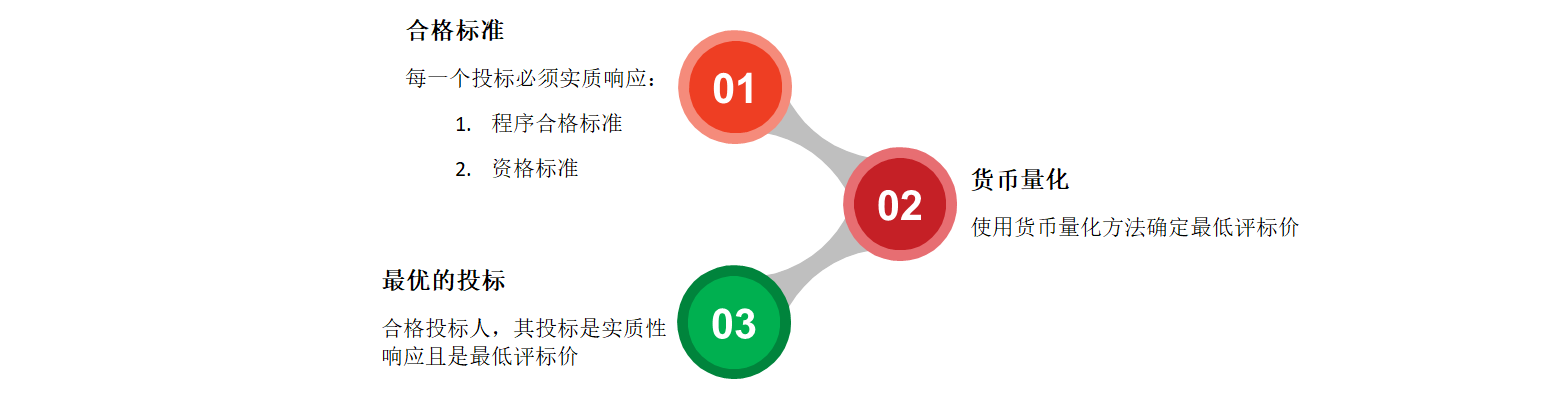 合格标准
每一个投标必须实质响应：
1. 程序合格标准
2. 资格标准
01
02
货币量化
使用货币量化方法确定最低评标价
最优的投标
合格投标人，其投标是实质性
响应且是最低评标价
03